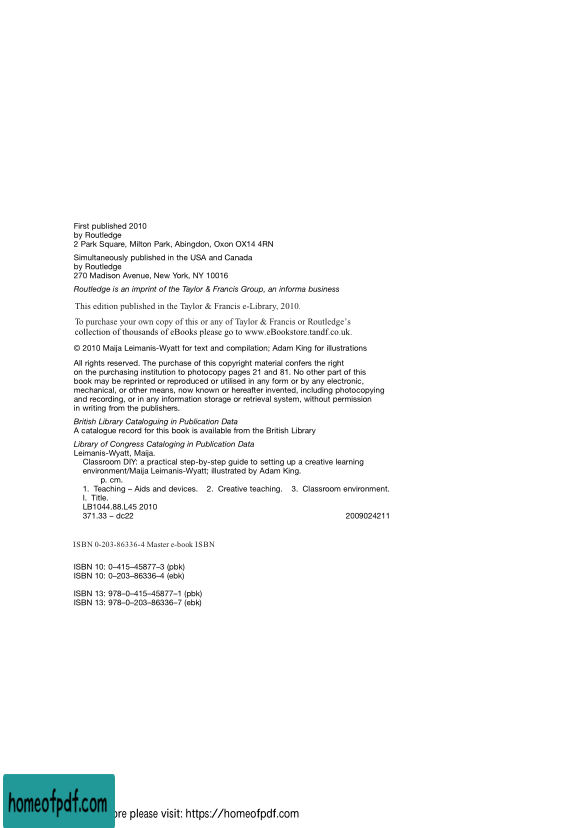 First published 2010
by Routledge
2 Park Square, Milton Park, Abingdon, Oxon OX14 4RN
Simultaneously published in the USA and Canada
by Routledge
270 Madison Avenue, New York, NY 10016
Routledge is an imprint of the Taylor & Francis Group, an informa business
This edition published in the Taylor & Francis e-Library, 2010.
To purchase your own copy of this or any of Taylor & Francis or Routledge's
collection of thousands of eBooks please go to www.eBookstore.tandf.co.uk.
© 2010 Maija Leimanis-Wyatt for text and compilation; Adam King for illustrations
All rights reserved. The purchase of this copyright material confers the right
on the purchasing institution to photocopy pages 21 and 81. No other part of this
book may be reprinted or reproduced or utilised in any form or by any electronic,
mechanical, or other means, now known or hereafter invented, including photocopying
and recording, or in any information storage or retrieval system, without permission
in writing from the publishers.
British Library Cataloguing in Publication Data
A catalogue record for this book is available from the British Library
Library of Congress Cataloging in Publication Data
Leimanis-Wyatt, Maija.
Classroom DIY: a practical step-by-step guide to setting up a creative learning
environment/Maija Leimanis-Wyatt; illustrated by Adam King.
p. cm.
1. Teaching – Aids and devices. 2. Creative teaching. 3. Classroom environment.
I. Title.
LB1044.88.L45 2010
371.33 – dc22 2009024211
ISBN 0-203-86336-4 Master e-book ISBN
ISBN 10: 0–415–45877–3 (pbk)
ISBN 10: 0–203–86336–4 (ebk)
ISBN 13: 978–0–415–45877–1 (pbk)
ISBN 13: 978–0–203–86336–7 (ebk)
homeofpdf.com
ore please visit: https://homeofpdf.com